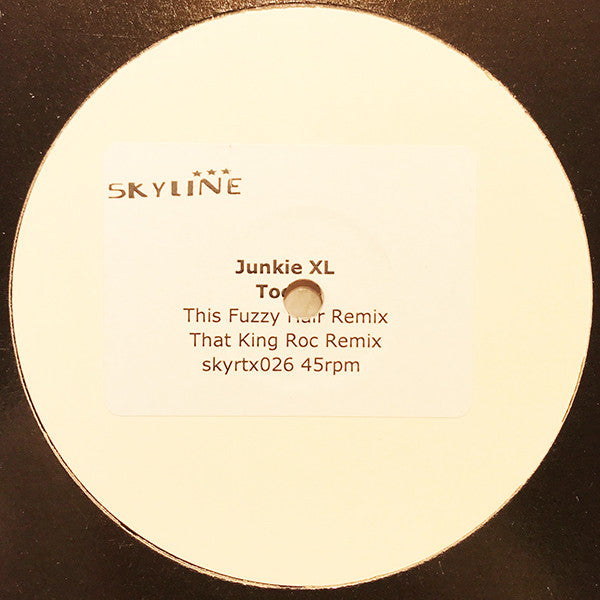 SKYLINE
Junkie XL
This Fuzzy Hair Remix
That King Roc Remix
skyrtx026 45rpm